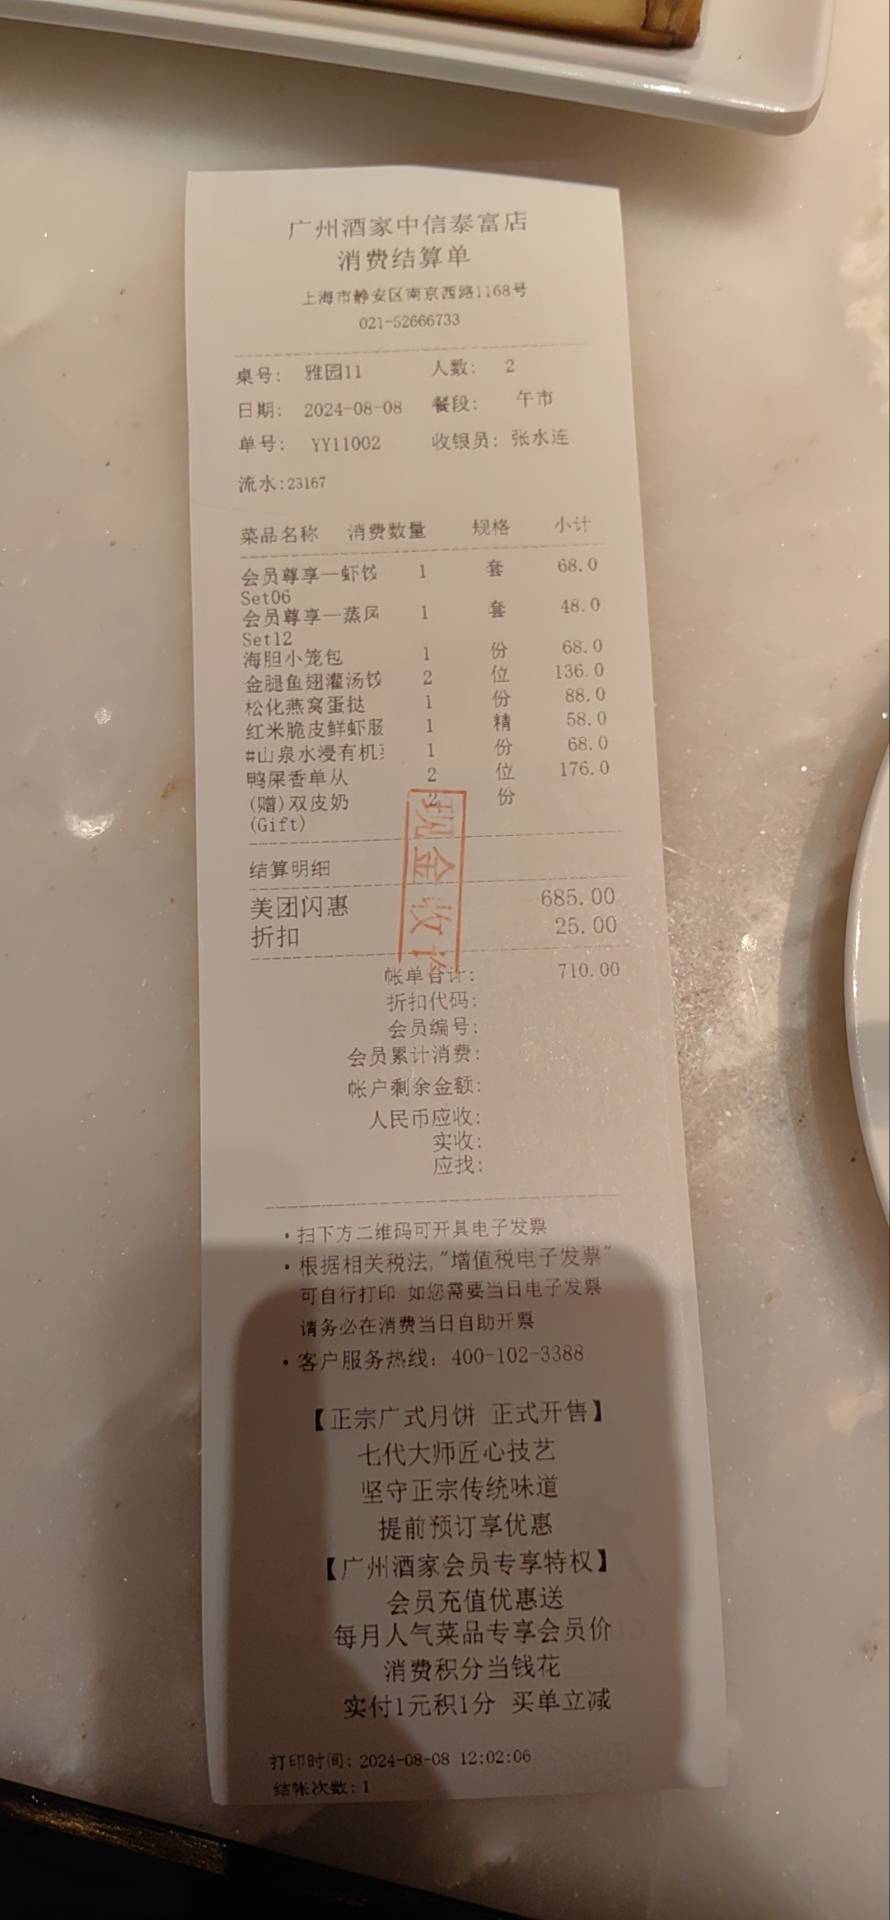 广州酒家中信泰富店
消费结算单
上海市静安区南京西路1168号
021-52666733
桌号: 雅园11 人数: 2
日期: 2024-08-08 餐段: 午市
单号: YY11002 收银员: 张水连
流水:23167
菜品名称 消费数量 规格 小计
会员尊享—虾饺 1 套 68.0
Set06
会员尊享—蒸凤 1 套 48.0
Set12
海胆小笼包 1 份 68.0
金腿鱼翅灌汤饺 2 位 136.0
松化燕窝蛋挞 1 份 88.0
红米脆皮鲜虾肠 1 精 58.0
#山泉水浸有机 1 份 68.0
鸭屎香单从 2 位 176.0
(赠)双皮奶 2 份
(Gift)
现金收
结算明细
美团闪惠 685.00
折扣 25.00
帐单合计: 710.00
折扣代码:
会员编号:
会员累计消费:
帐户剩余金额:
人民币应收:
实收:
应找:
·扫下方二维码可开具电子发票
·根据相关税法,"增值税电子发票"
可自行打印 如您需要当日电子发票
请务必在消费当日自助开票
·客户服务热线: 400-102-3388
【正宗广式月饼 正式开售】
七代大师匠心技艺
坚守正宗传统味道
提前预订享优惠
【广州酒家会员专享特权】
会员充值优惠送
每月人气菜品专享会员价
消费积分当钱花
实付1元积1分 买单立减
打印时间: 2024-08-08 12:02:06
结帐次数: 1